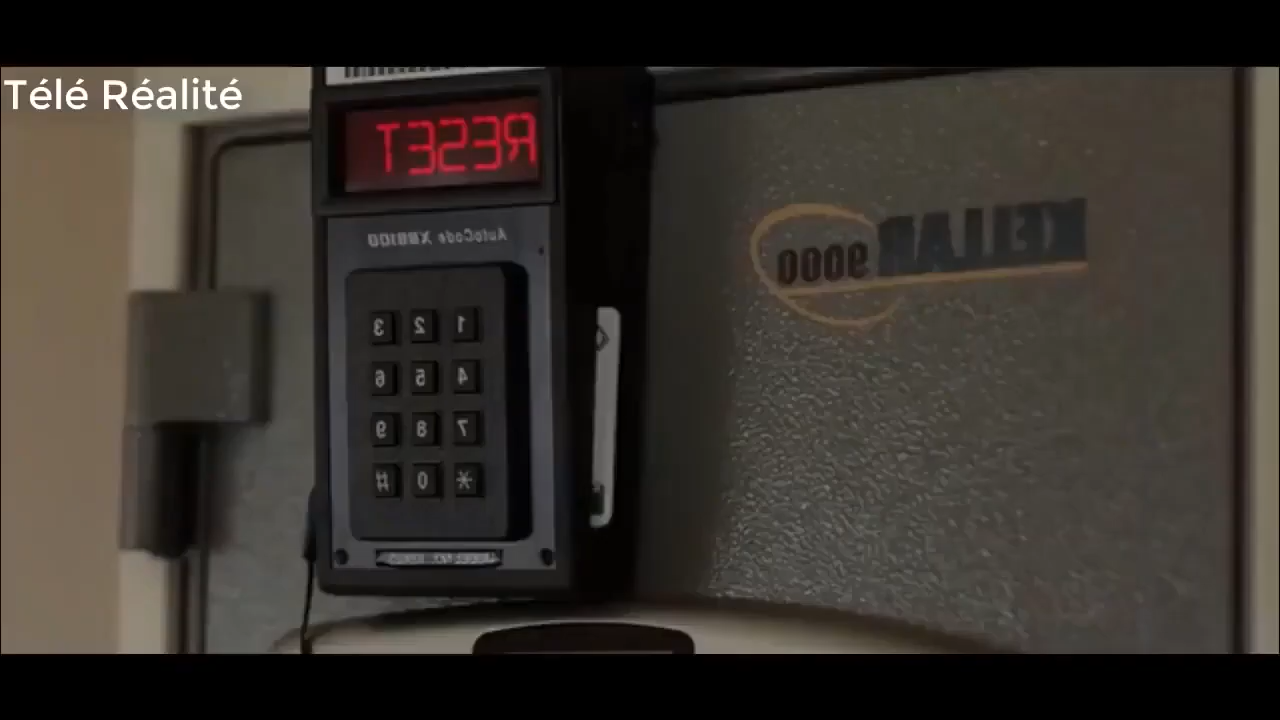 Télé Réalité
RESET
AutoCode XB8100
KELLAR 9000
1 2 3
4 5 6
7 8 9
* 0 #